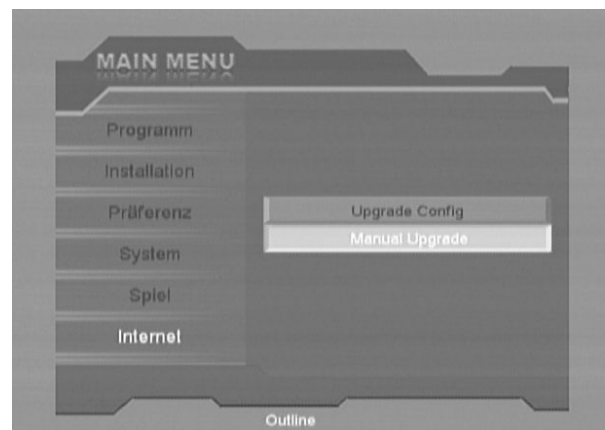 MAIN MENU
Programm
Installation
Präferenz
System
Spiel
Internet
Upgrade Config
Manual Upgrade
Outline